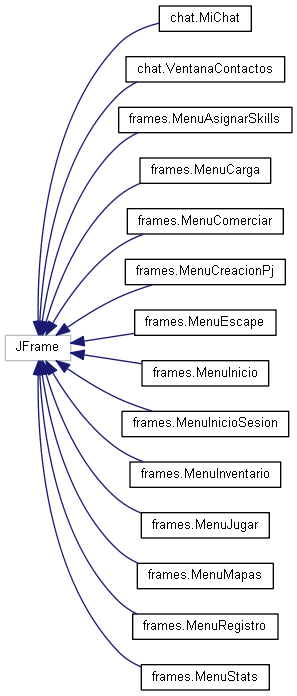 chat.MiChat
chat.VentanaContactos
frames.MenuAsignarSkills
frames.MenuCarga
frames.MenuComerciar
frames.MenuCreacionPj
frames.MenuEscape
JFrame
frames.MenuInicio
frames.MenuInicioSesion
frames.MenuInventario
frames.MenuJugar
frames.MenuMapas
frames.MenuRegistro
frames.MenuStats